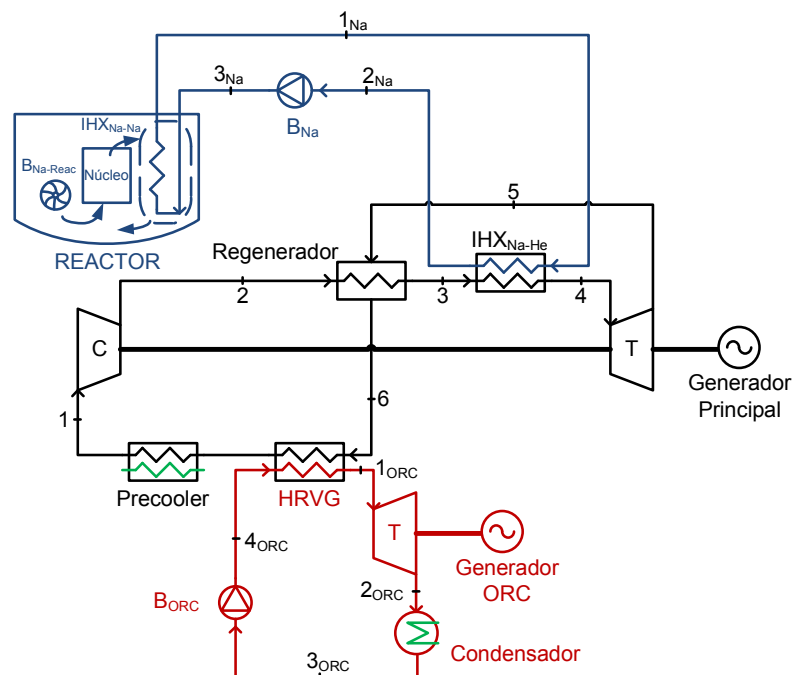 1Na
3Na
2Na
IHXNa-Na
BNa
BNa-Reac
Núcleo
5
REACTOR
Regenerador
IHXNa-He
2
3
4
C
T
Generador
Principal
1
6
Precooler
HRVG
1ORC
T
4ORC
Generador
ORC
2ORC
BORC
Condensador
3ORC